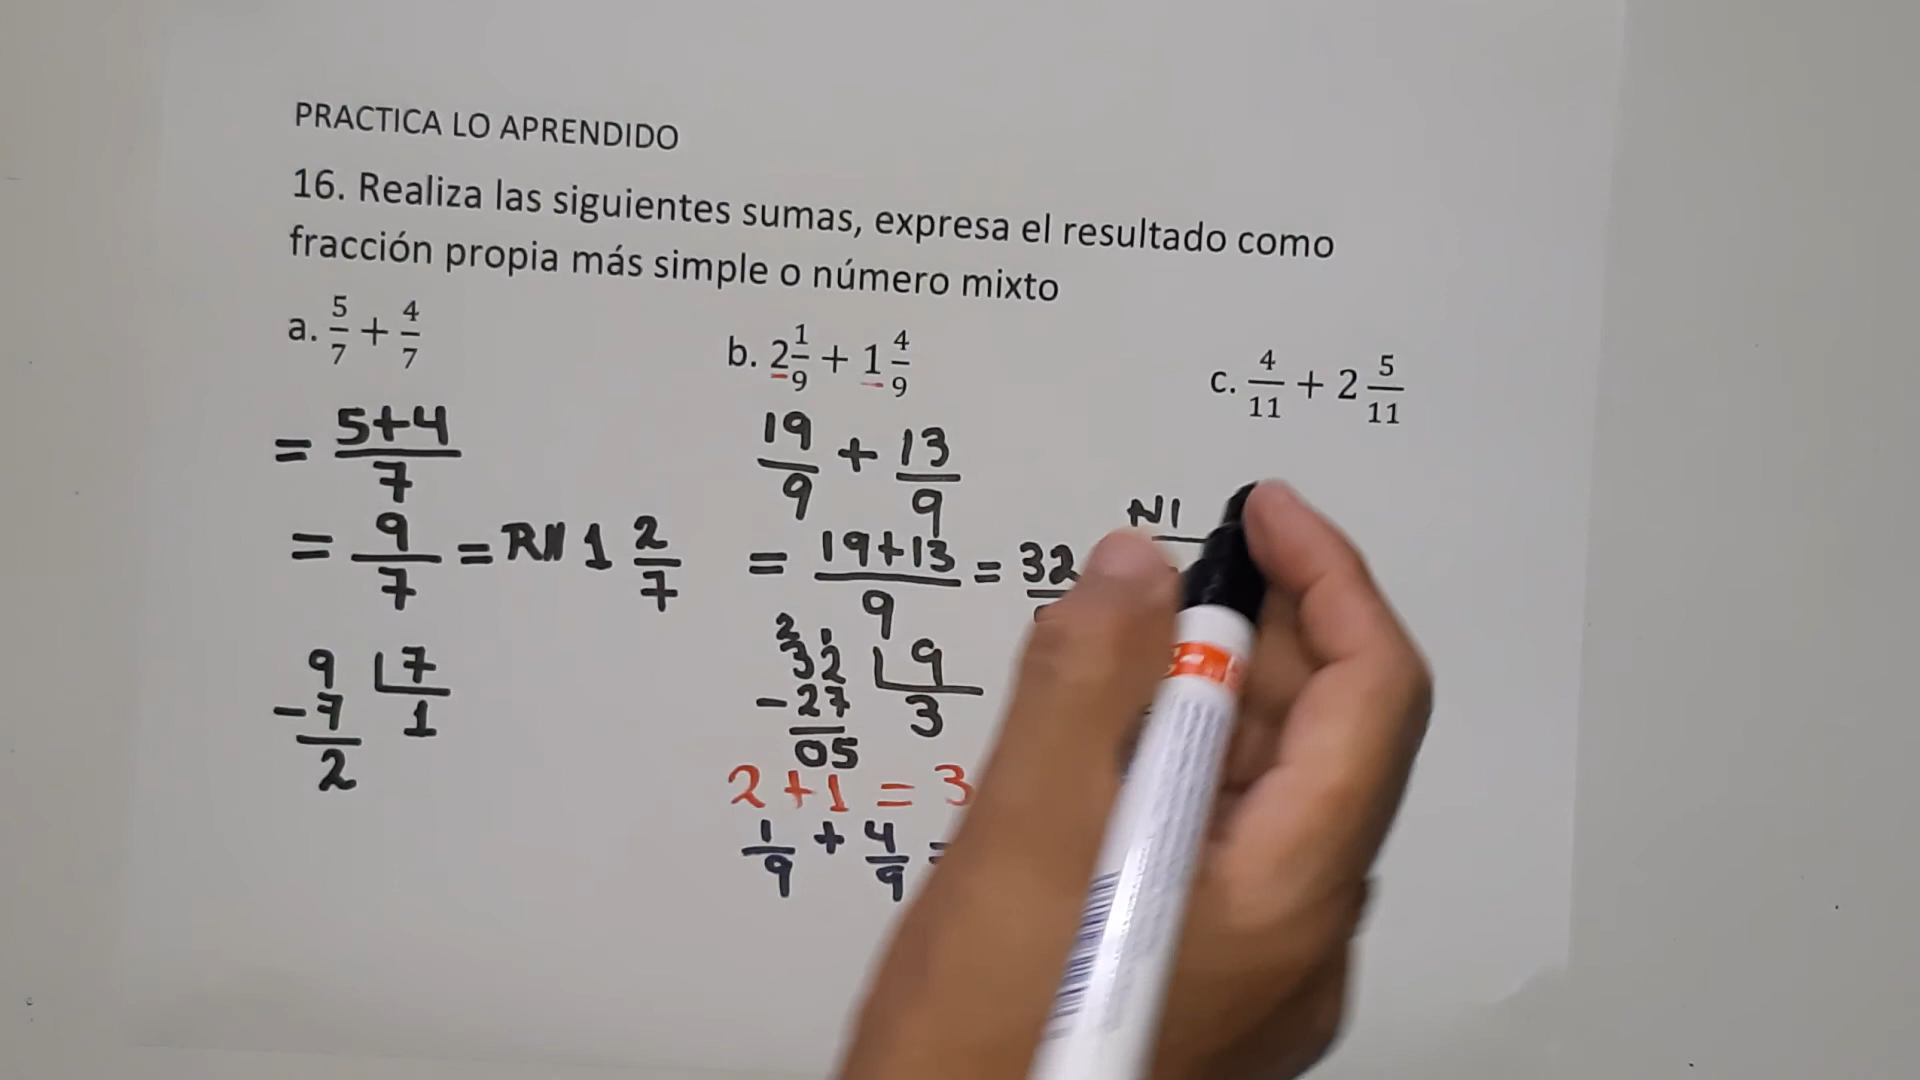 PRACTICA LO APRENDIDO
16. Realiza las siguientes sumas, expresa el resultado como
fracción propia más simple o número mixto
a. 5/7 + 4/7
= 5+4/7
= 9/7 = R// 1 2/7
9 7
-7 1
2
b. 2 1/9 + 1 4/9
19/9 + 13/9
= 19+13/9 = 32
2 1
32 9
-27 3
05
2+1 = 3
1/9 + 4/9 =
c. 4/11 + 2 5/11